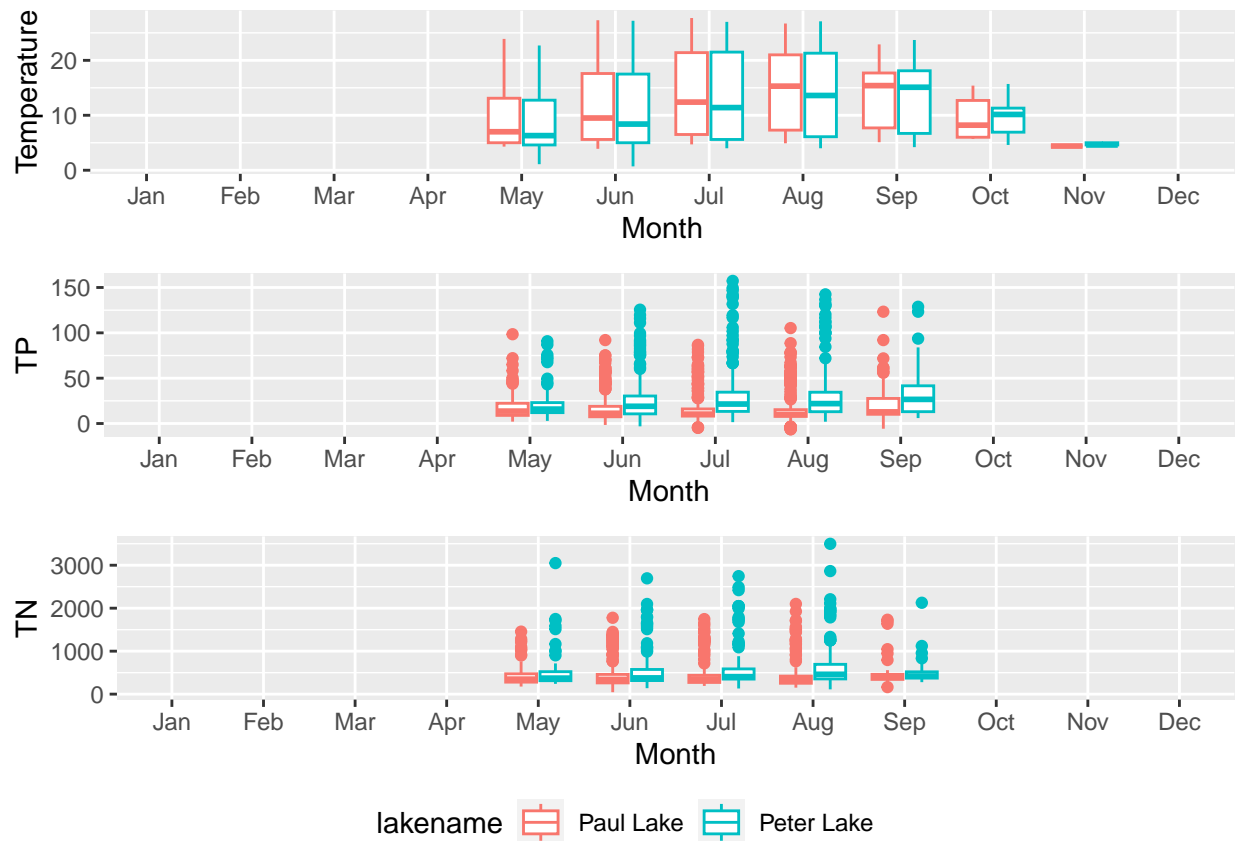 Temperature
20
10
0
Jan Feb Mar Apr May Jun Jul Aug Sep Oct Nov Dec
Month
TP
150
100
50
0
Jan Feb Mar Apr May Jun Jul Aug Sep Oct Nov Dec
Month
TN
3000
2000
1000
0
Jan Feb Mar Apr May Jun Jul Aug Sep Oct Nov Dec
Month
lakename Paul Lake Peter Lake